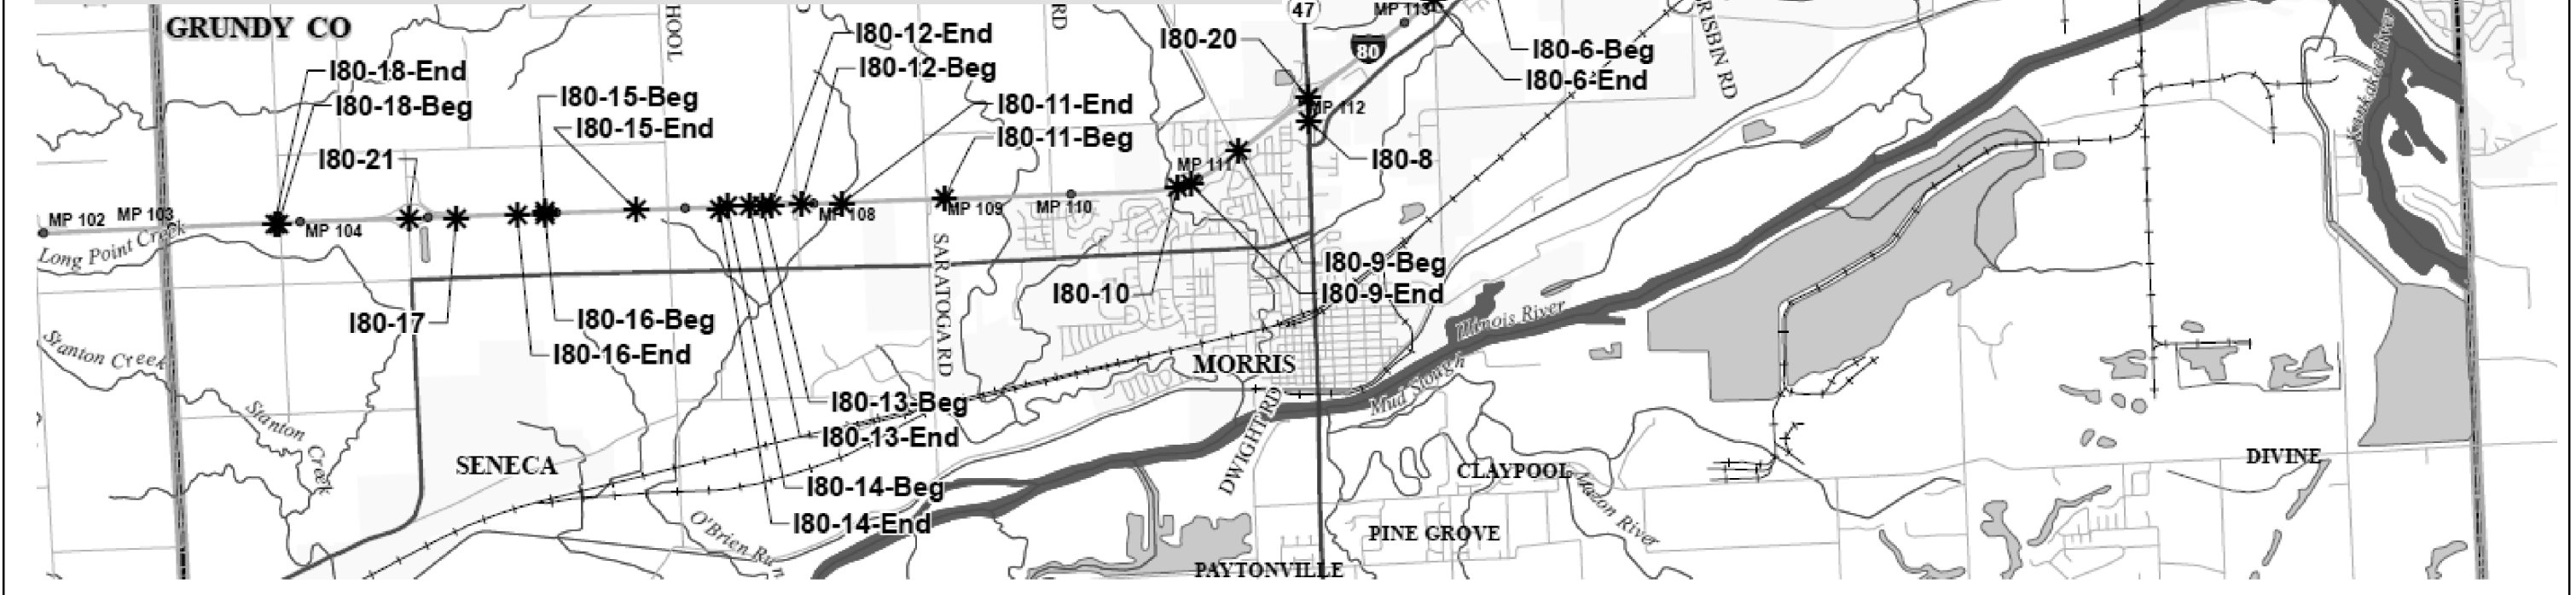 GRUNDY CO
HOOL
RD
47
MP 113
80
RISBIN RD
Kankakee River
I80-12-End
I80-20
I80-6-Beg
I80-18-End
I80-12-Beg
I80-6-End
I80-18-Beg
I80-15-Beg
I80-11-End
MP 112
I80-15-End
I80-11-Beg
I80-21
MP 111
I80-8
MP 102
MP 103
MP 104
MP 108
MP 109
MP 110
Long Point Creek
SARATOGARD
I80-9-Beg
I80-10
I80-9-End
I80-17
I80-16-Beg
Illinois River
Stanton Creek
I80-16-End
MORRIS
Mud Slough
I80-13-Beg
Stanton Creek
I80-13-End
DWIGHT RD
SENECA
CLAYPOOL
DIVINE
I80-14-Beg
Mazon River
I80-14-End
O'Brien Run
PINE GROVE
PAYTONVILLE